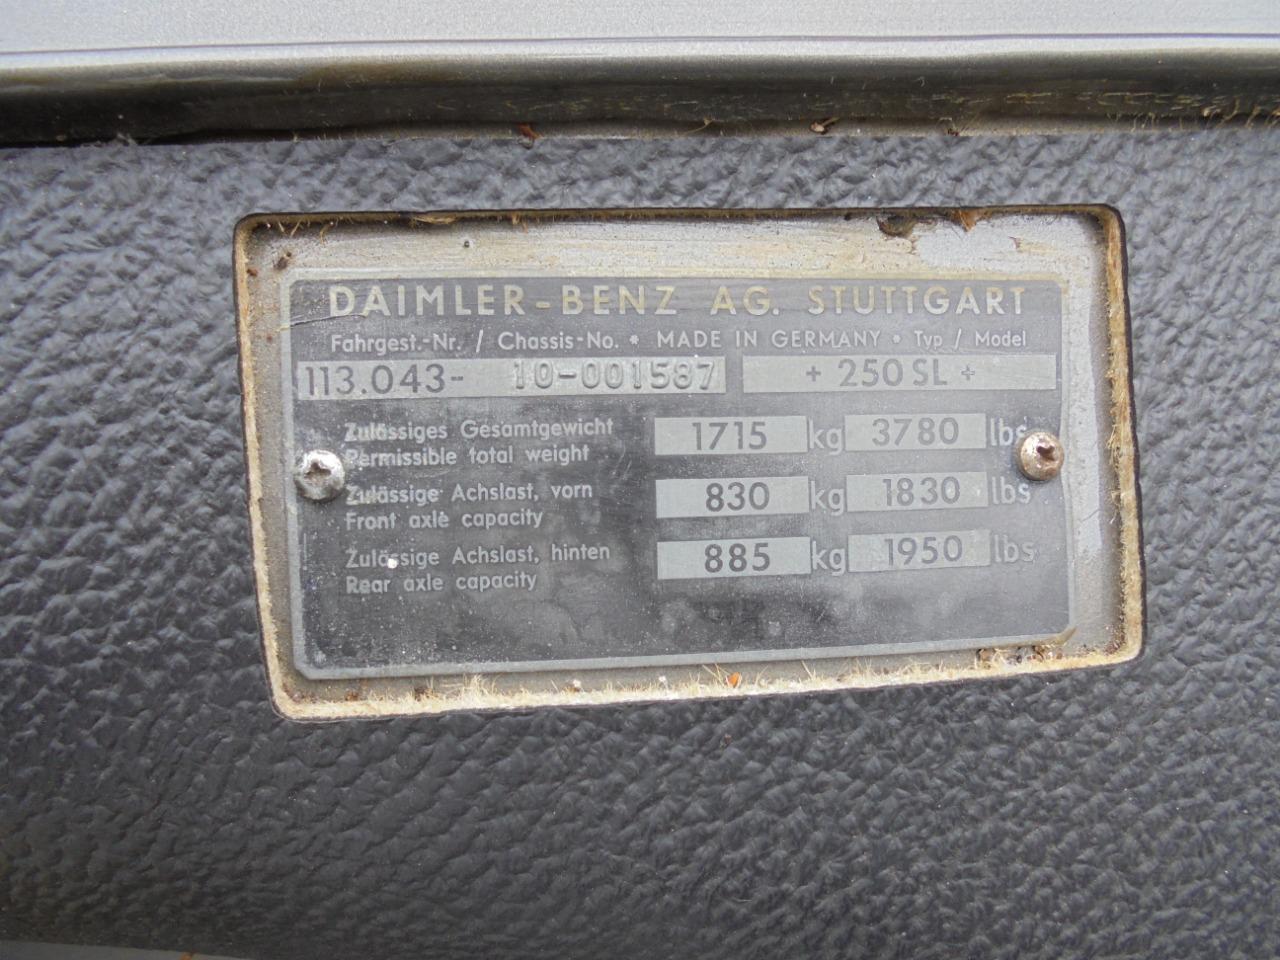 DAIMLER-BENZ AG. STUTTGART
Fahrgest.-Nr. / Chassis-No. • MADE IN GERMANY • Typ / Model
113.043- 10-001587 + 250 SL +
Zulässiges Gesamtgewicht
Permissible total weight 1715 kg 3780 lbs
Zulässige Achslast, vorn
Front axle capacity 830 kg 1830 lbs
Zulässige Achslast, hinten
Rear axle capacity 885 kg 1950 lbs